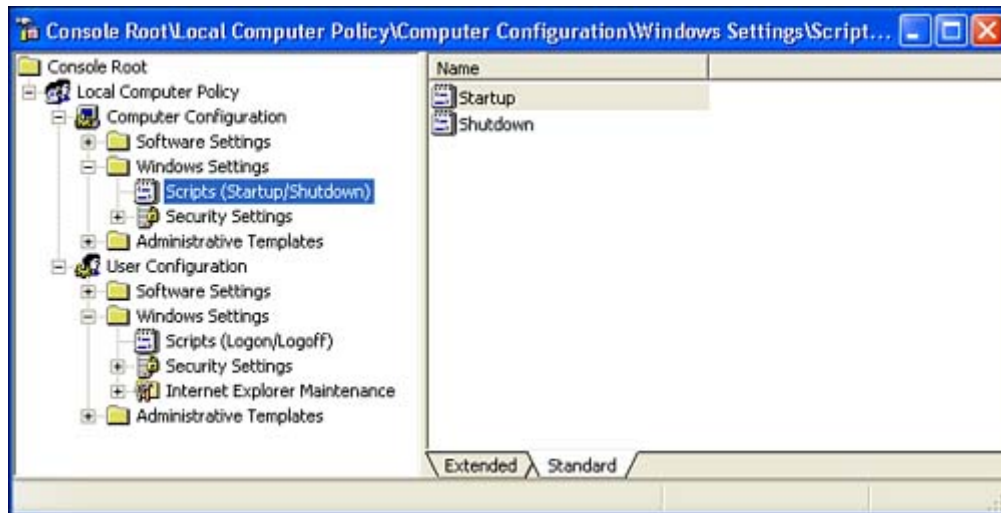 Console Root\Local Computer Policy\Computer Configuration\Windows Settings\Script...
Console Root
Local Computer Policy
Computer Configuration
Software Settings
Windows Settings
Scripts (Startup/Shutdown)
Security Settings
Administrative Templates
User Configuration
Software Settings
Windows Settings
Scripts (Logon/Logoff)
Security Settings
Internet Explorer Maintenance
Administrative Templates
Name
Startup
Shutdown
Extended
Standard